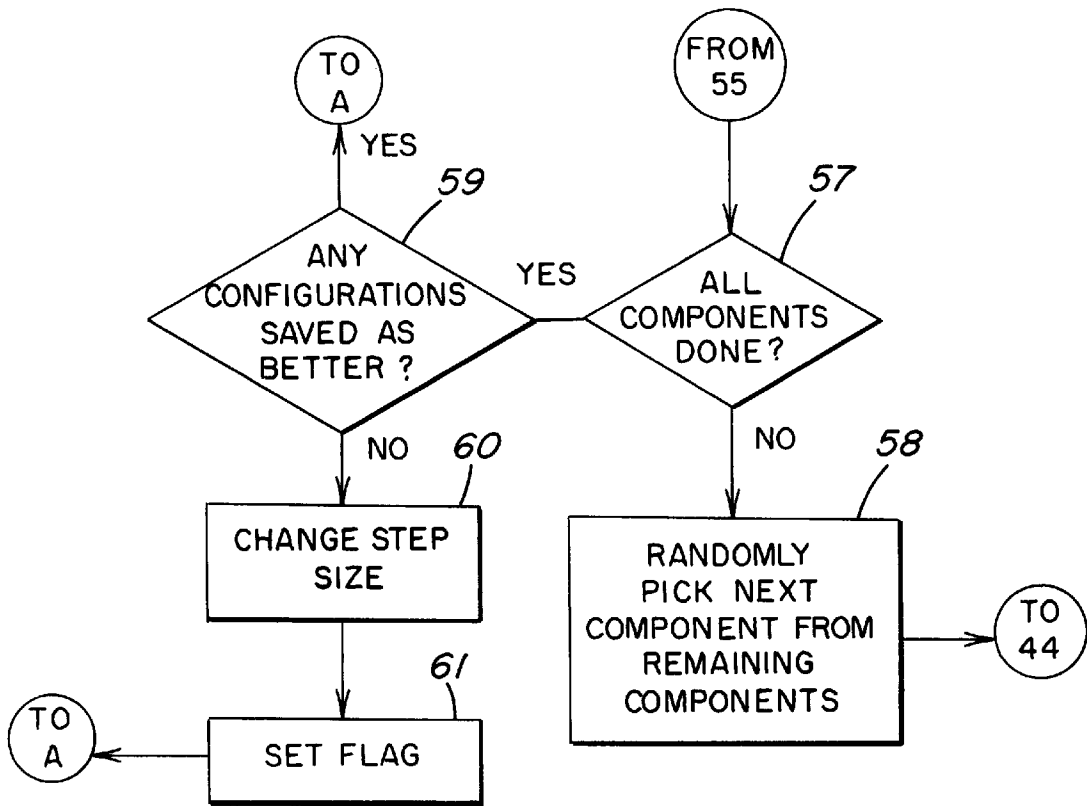 TO
A
YES
59
ANY
CONFIGURATIONS
SAVED AS
BETTER?
YES
FROM
55
57
ALL
COMPONENTS
DONE?
NO
60
CHANGE STEP
SIZE
61
SET FLAG
TO
A
NO
58
RANDOMLY
PICK NEXT
COMPONENT FROM
REMAINING
COMPONENTS
TO
44